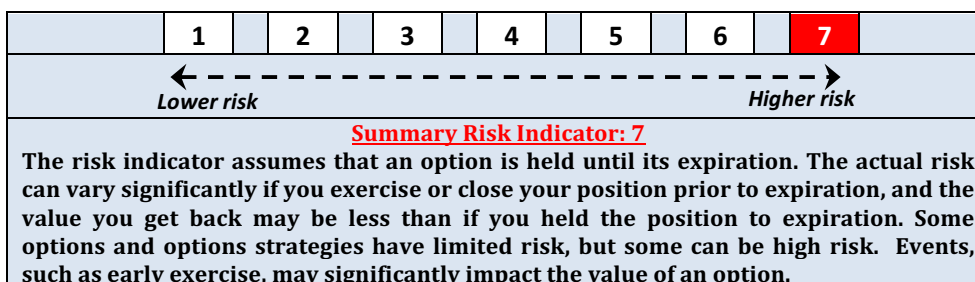 1 2 3 4 5 6 7
Lower risk Higher risk
Summary Risk Indicator: 7
The risk indicator assumes that an option is held until its expiration. The actual risk
can vary significantly if you exercise or close your position prior to expiration, and the
value you get back may be less than if you held the position to expiration. Some
options and options strategies have limited risk, but some can be high risk. Events,
such as early exercise, may significantly impact the value of an option.